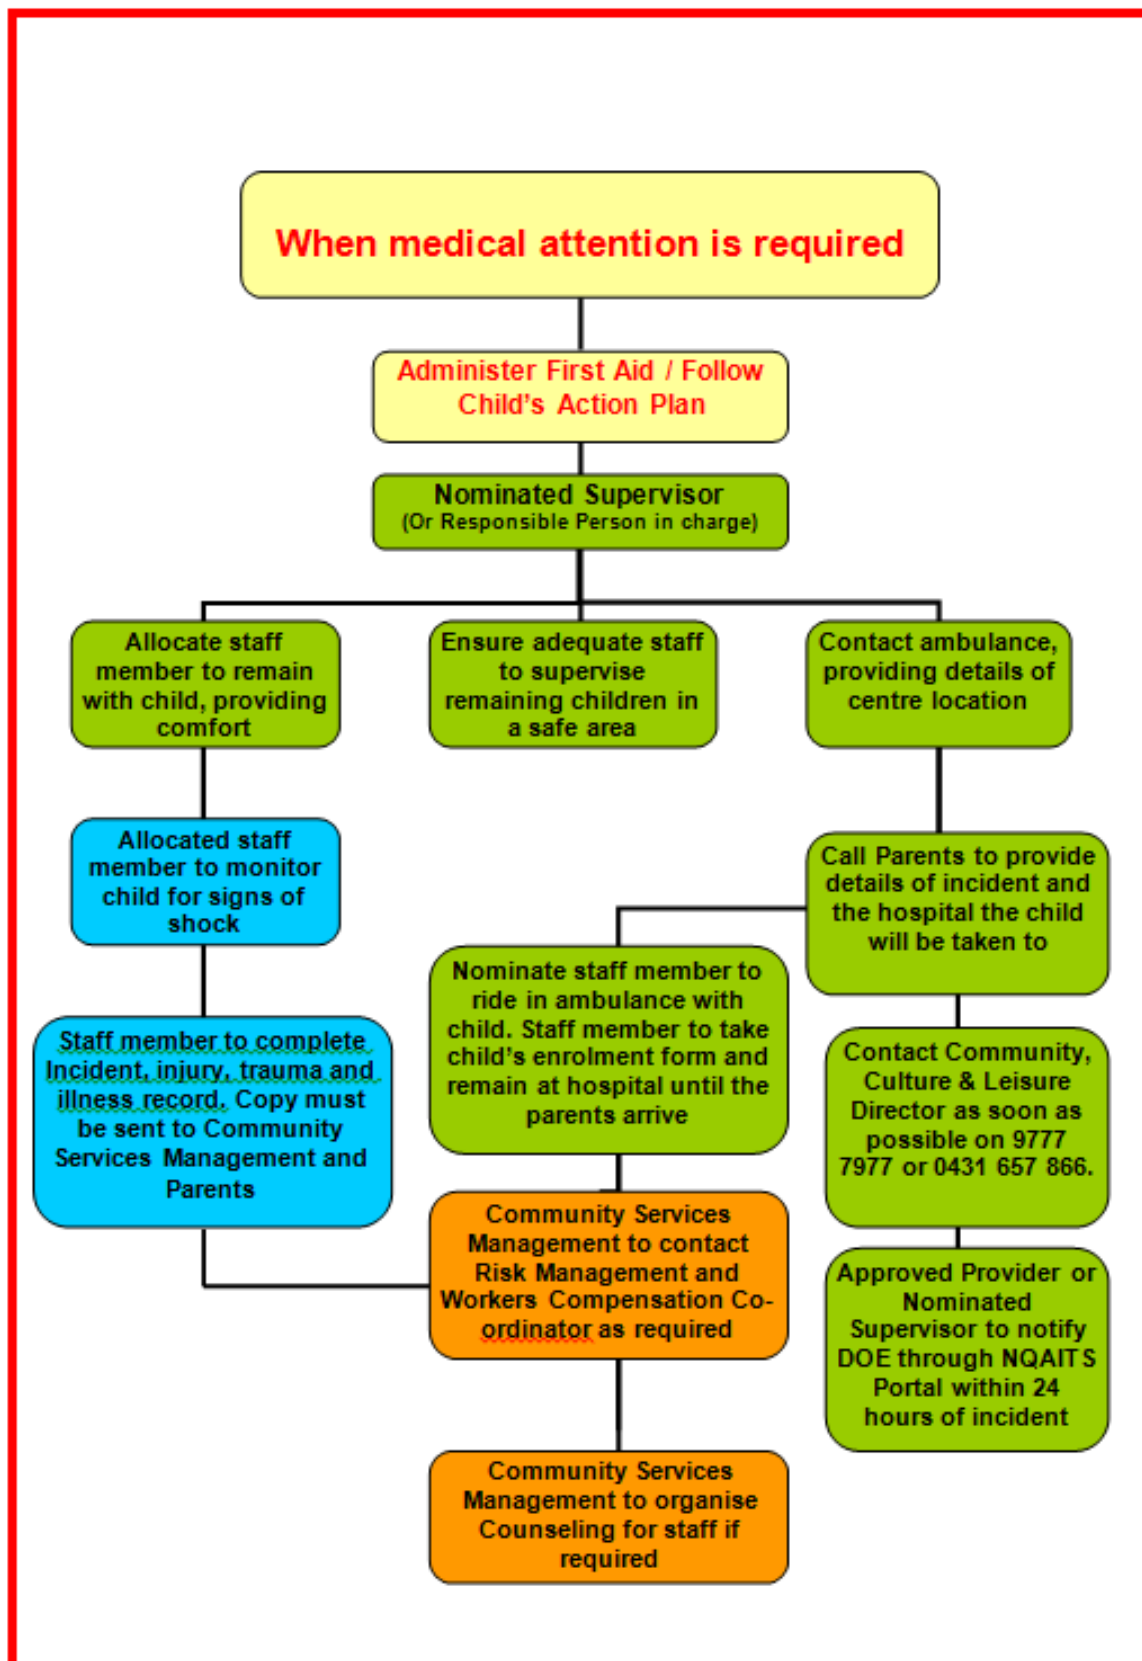 When medical attention is required
Administer First Aid / Follow
Child's Action Plan
Nominated Supervisor
(Or Responsible Person in charge)
Allocate staff
member to remain
with child, providing
comfort
Ensure adequate staff
to supervise
remaining children in
a safe area
Contact ambulance,
providing details of
centre location
Allocated staff
member to monitor
child for signs of
shock
Call Parents to provide
details of incident and
the hospital the child
will be taken to
Nominate staff member to
ride in ambulance with
child. Staff member to take
child's enrolment form and
remain at hospital until the
parents arrive
Staff member to complete
Incident, injury, trauma and
illness record. Copy must
be sent to Community
Services Management and
Parents
Contact Community,
Culture & Leisure
Director as soon as
possible on 9777
7977 or 0431 657 866.
Community Services
Management to contact
Risk Management and
Workers Compensation Co-
ordinator as required
Approved Provider or
Nominated
Supervisor to notify
DOE through NQAITS
Portal within 24
hours of incident
Community Services
Management to organise
Counseling for staff if
required